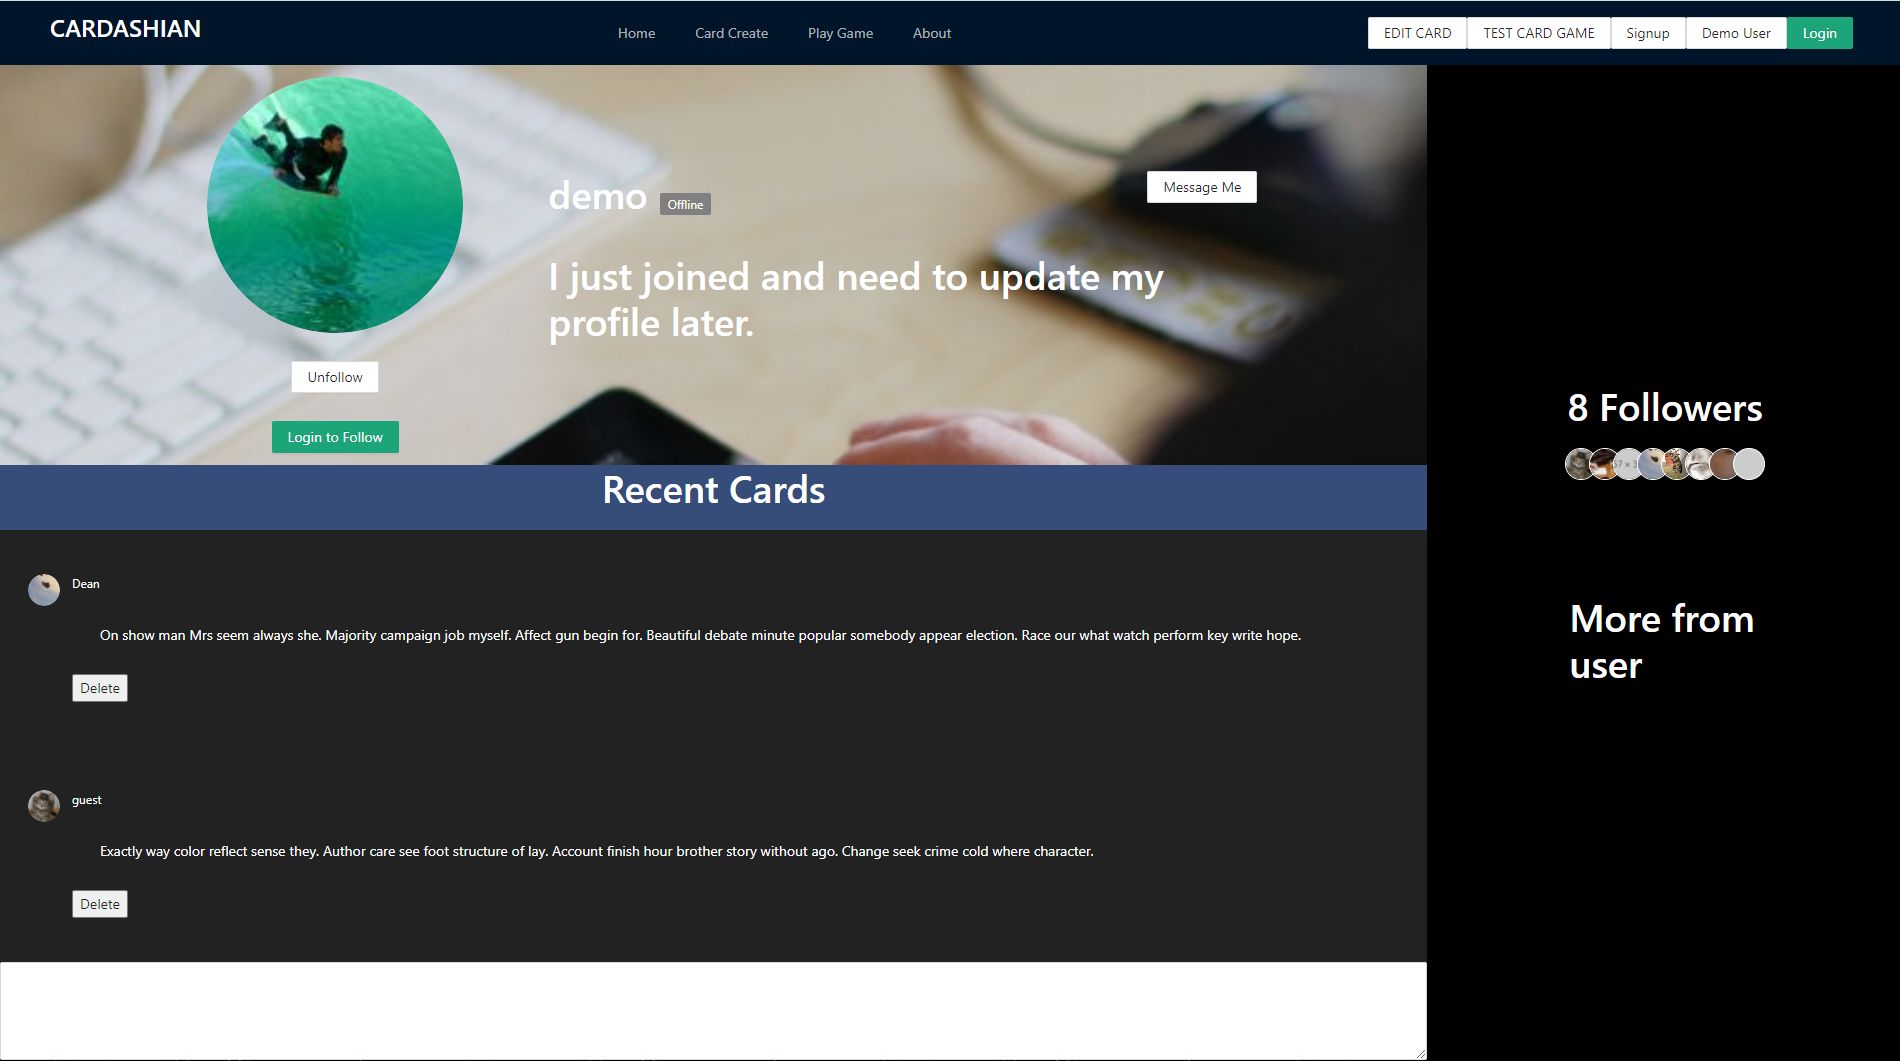 CARDASHIAN
Home
Card Create
Play Game
About
EDIT CARD
TEST CARD GAME
Signup
Demo User
Login
demo
Offline
Message Me
I just joined and need to update my
profile later.
Unfollow
Login to Follow
8 Followers
Recent Cards
More from
user
Dean
On show man Mrs seem always she. Majority campaign job myself. Affect gun begin for. Beautiful debate minute popular somebody appear election. Race our what watch perform key write hope.
Delete
guest
Exactly way color reflect sense they. Author care see foot structure of lay. Account finish hour brother story without ago. Change seek crime cold where character.
Delete